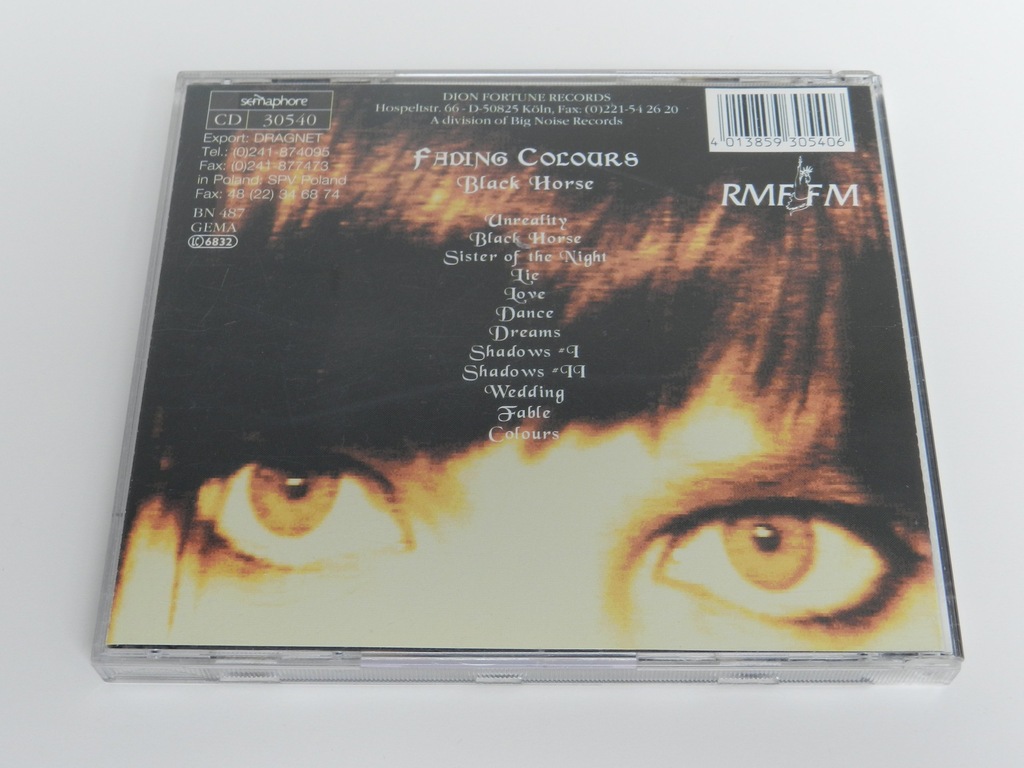 semaphore
CD 30540
Export: DRAGNET
Tel.: (0)241-874095
Fax: (0)241-877473
in Poland: SPV Poland
Fax: 48 (22) 34 68 74
BN 487
GEMA
LC 6832
DION FORTUNE RECORDS
Hospeltstr. 66 - D-50825 Köln, Fax: (0)221-54 26 20
A division of Big Noise Records
FADING COLOURS
Black Horse
Unreality
Black Horse
Sister of the Night
Lie
Love
Dance
Dreams
Shadows #I
Shadows #II
Wedding
Fable
Colours
4 013859 305406
RMF FM